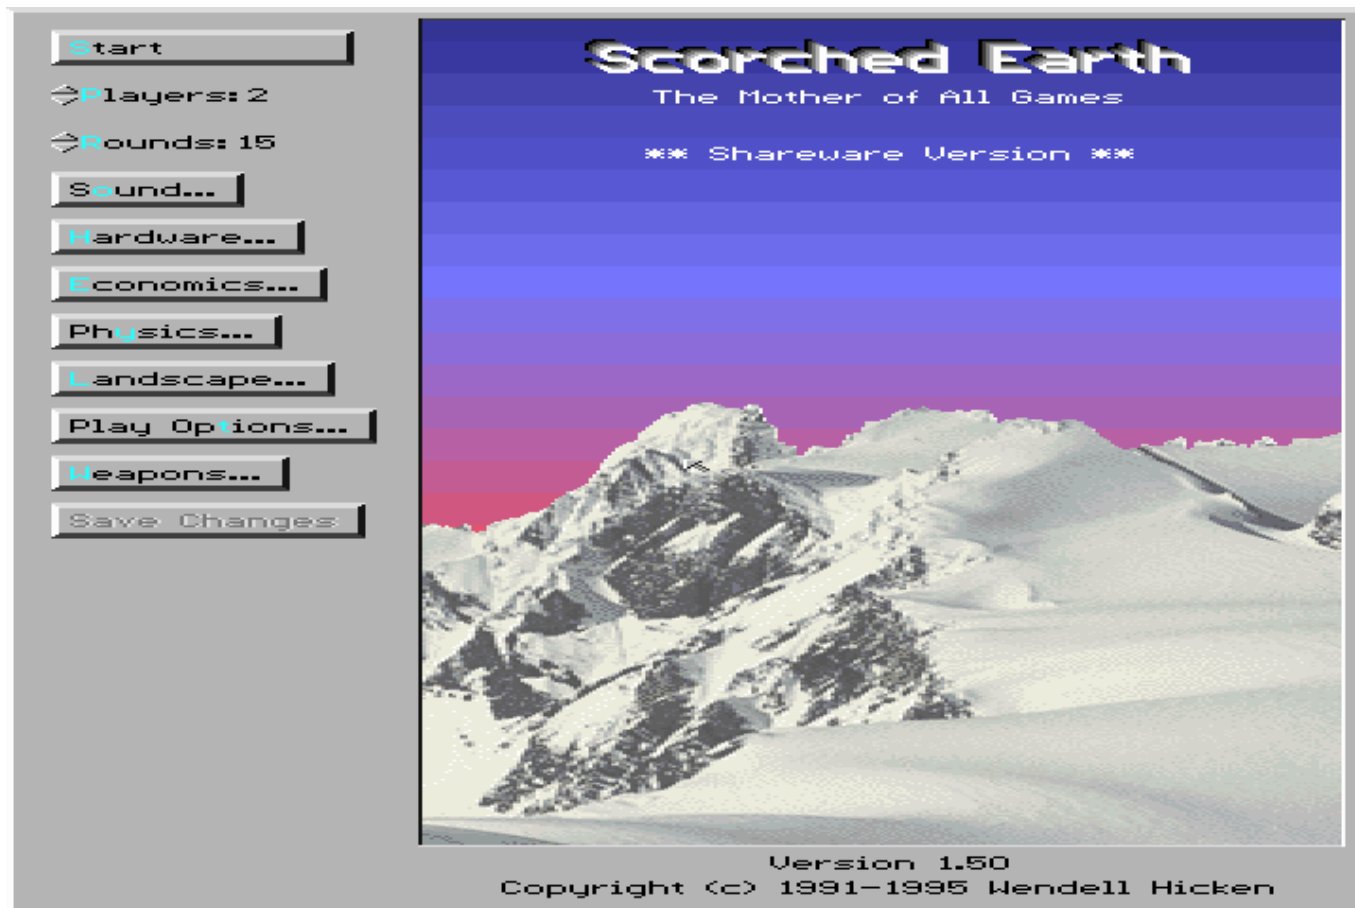 Start
Players: 2
Rounds: 15
Sound...
Hardware...
Economics...
Physics...
Landscape...
Play Options...
Weapons...
Save Changes
Scorched Earth
The Mother of All Games
** Shareware Version **
Version 1.50
Copyright (c) 1991-1995 Wendell Hicken